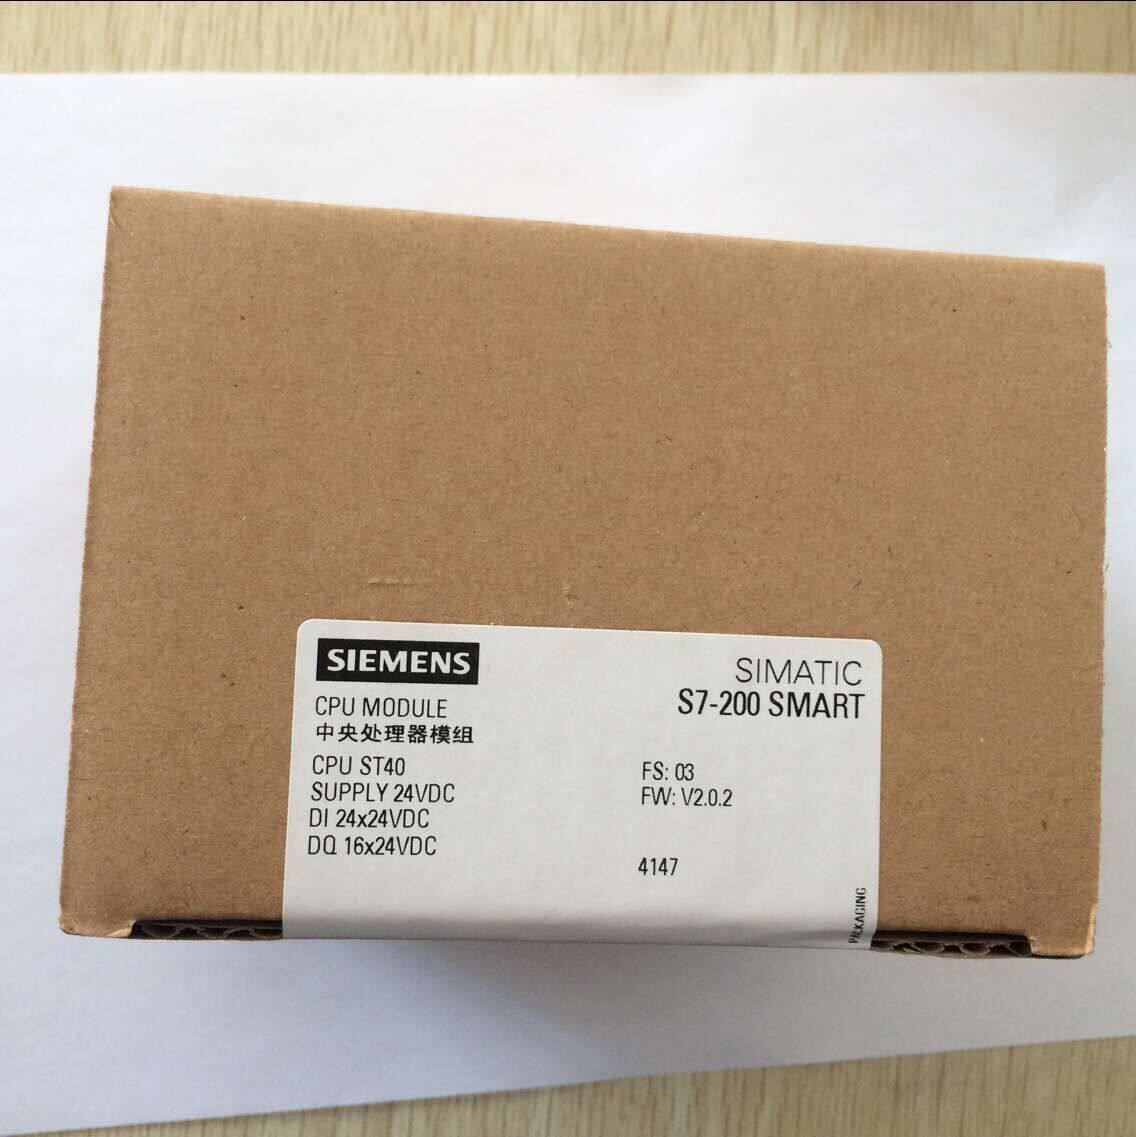 SIEMENS
SIMATIC
S7-200 SMART
CPU MODULE
中央处理器模组
CPU ST40
SUPPLY 24VDC
DI 24x24VDC
DQ 16x24VDC
FS: 03
FW: V2.0.2
4147
PACKAGING